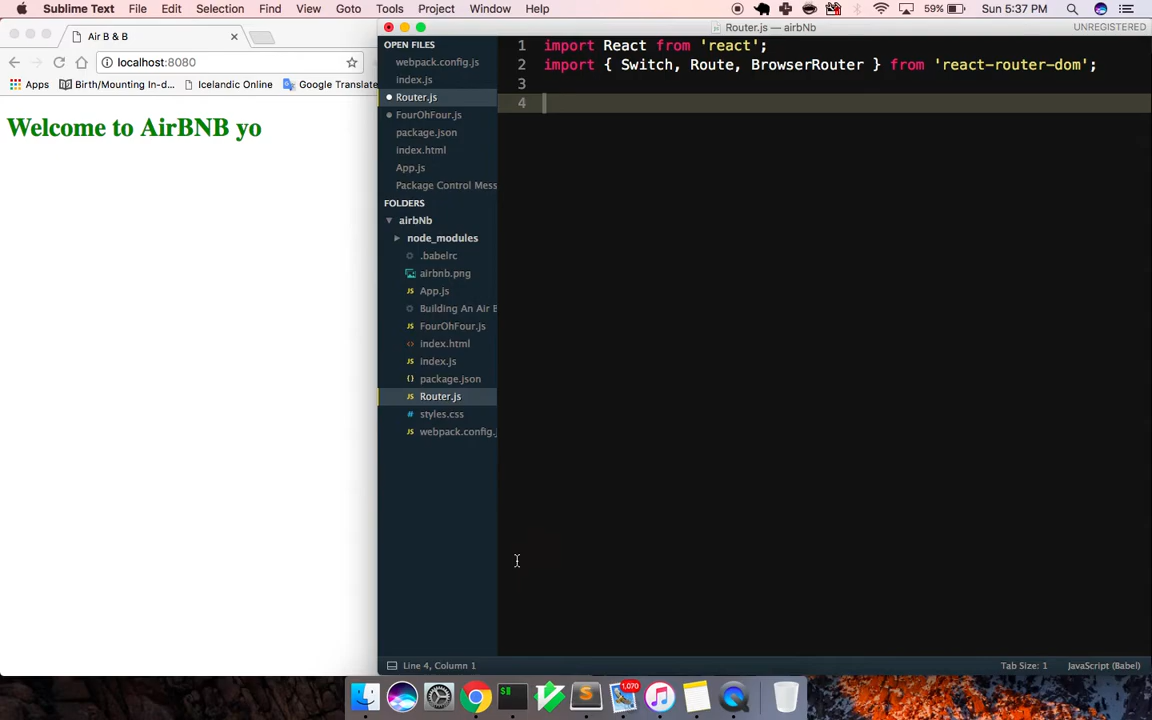 Sublime Text File Edit Selection Find View Goto Tools Project Window Help 59% Sun 5:37 PM
Air B & B
Router.js — airbNb
UNREGISTERED
localhost:8080
Apps Birth/Mounting In-d... Icelandic Online Google Translate
Welcome to AirBNB yo
OPEN FILES
webpack.config.js
index.js
Router.js
FourOhFour.js
package.json
index.html
App.js
Package Control Mess
FOLDERS
airbNb
node_modules
.babelrc
airbnb.png
JS App.js
Building An Air B
JS FourOhFour.js
index.html
JS index.js
{} package.json
JS Router.js
# styles.css
JS webpack.config.j
1 import React from 'react';
2 import { Switch, Route, BrowserRouter } from 'react-router-dom';
3
4
Line 4, Column 1
Tab Size: 1
JavaScript (Babel)
1,070